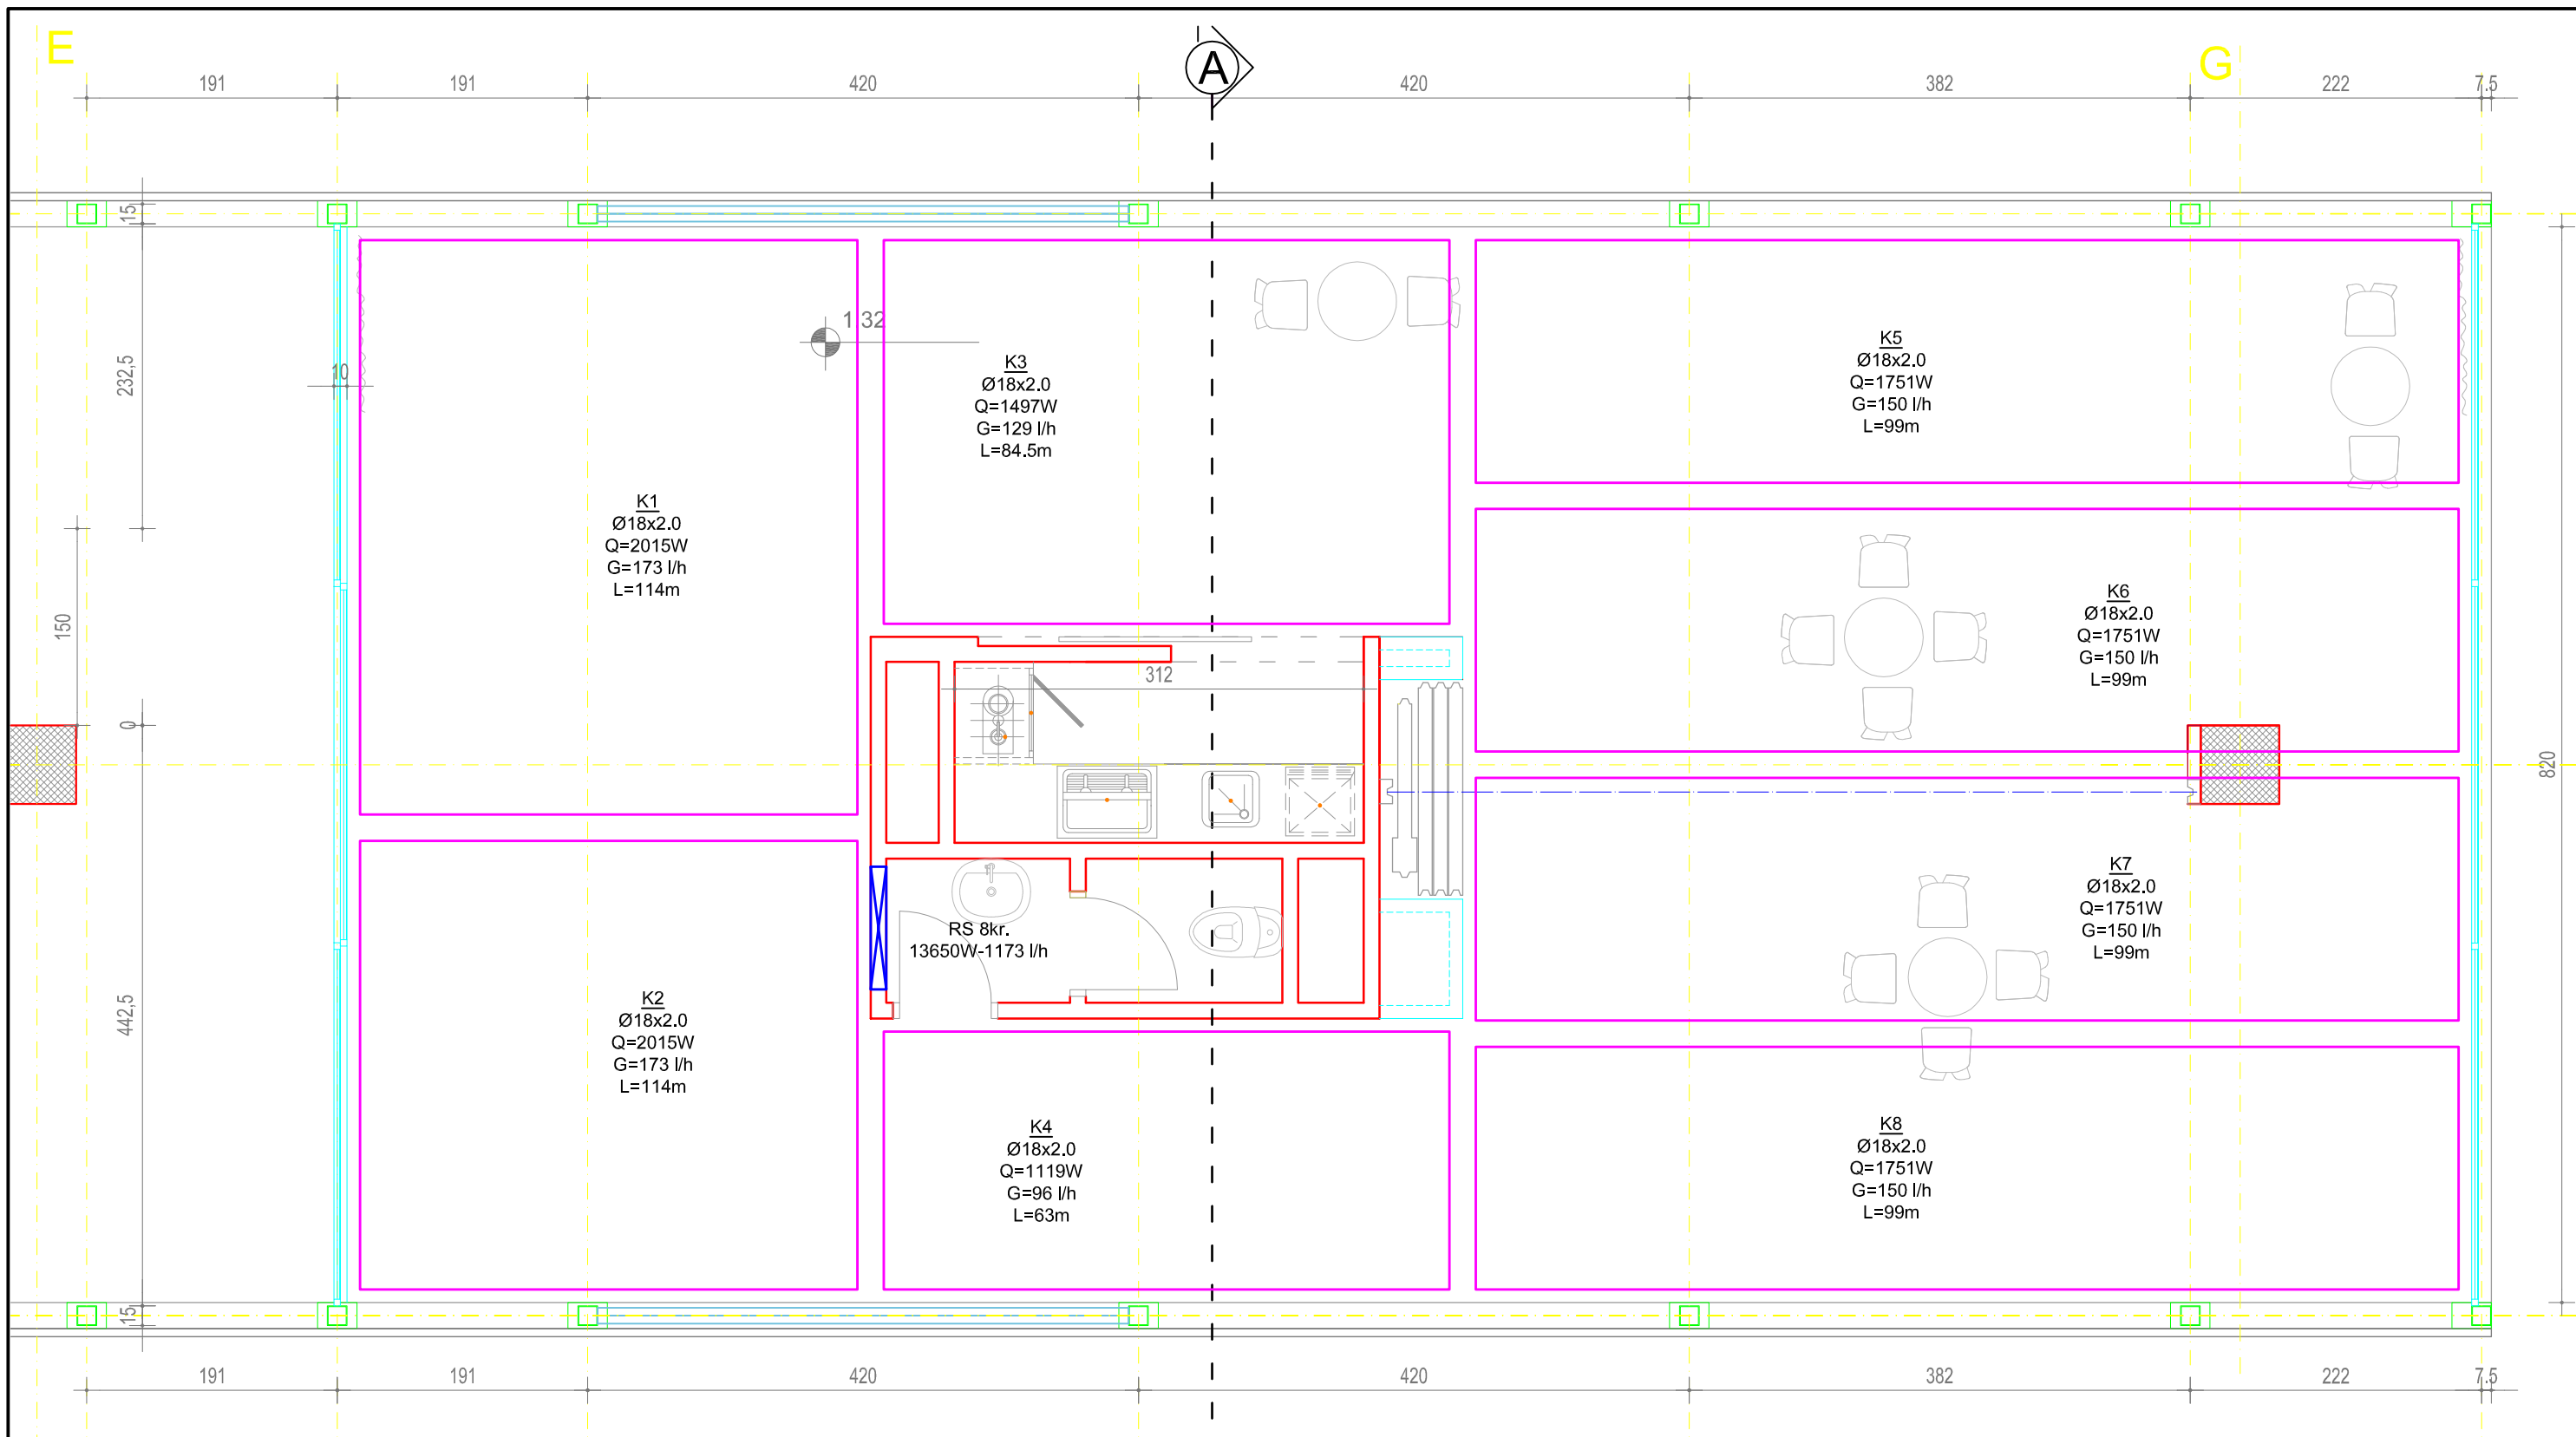 E
A
G
191
191
420
420
382
222
7.5
15
232,5
10
1.32
150
0
442,5
15
820
312
K1
Ø18x2.0
Q=2015W
G=173 l/h
L=114m
K3
Ø18x2.0
Q=1497W
G=129 l/h
L=84.5m
K5
Ø18x2.0
Q=1751W
G=150 l/h
L=99m
K6
Ø18x2.0
Q=1751W
G=150 l/h
L=99m
K7
Ø18x2.0
Q=1751W
G=150 l/h
L=99m
RS 8kr.
13650W-1173 l/h
K2
Ø18x2.0
Q=2015W
G=173 l/h
L=114m
K4
Ø18x2.0
Q=1119W
G=96 l/h
L=63m
K8
Ø18x2.0
Q=1751W
G=150 l/h
L=99m
191
191
420
420
382
222
7.5